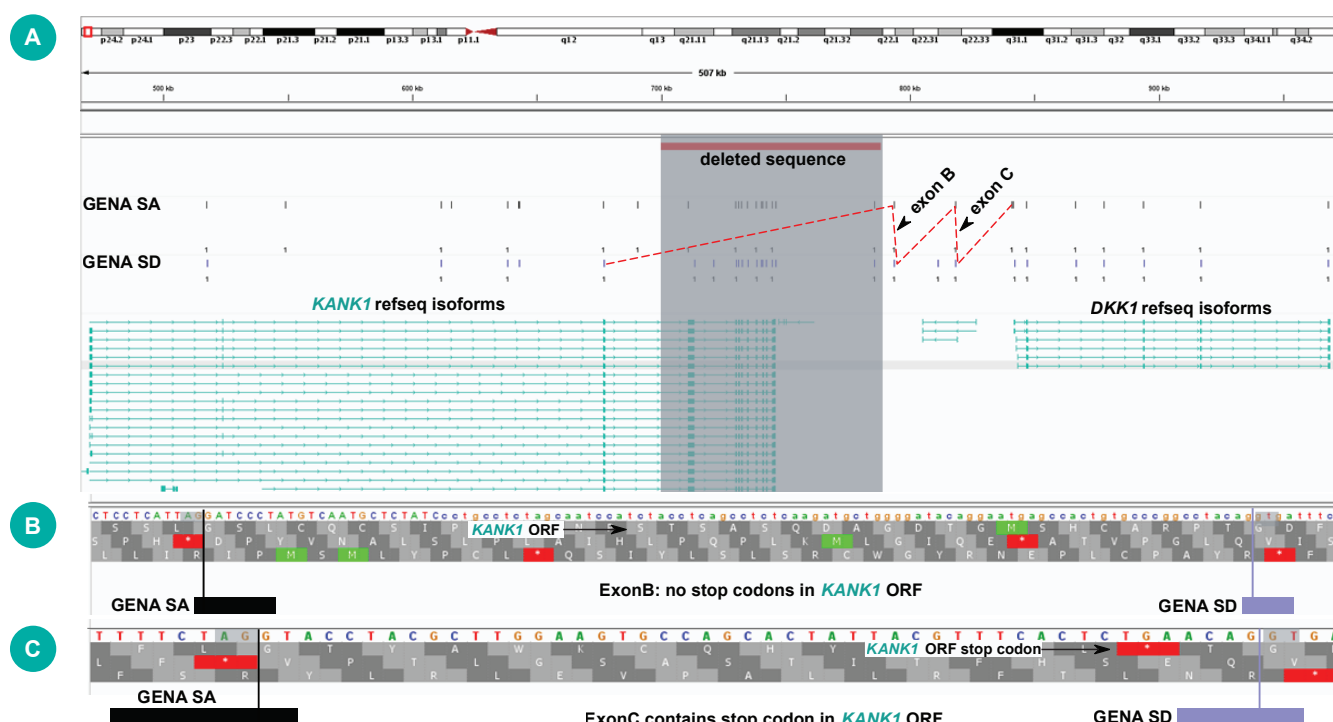 A
p24.2 p24.1 p23 p22.3 p22.1 p21.3 p21.2 p21.1 p13.3 p13.1 p11.1 q12 q13 q21.11 q21.13 q21.2 q21.32 q22.1 q22.31 q22.33 q31.1 q31.2 q31.3 q32 q33.1 q33.2 q33.3 q34.11 q34.2
507 kb
500 kb 600 kb 700 kb 800 kb 900 kb
deleted sequence
exon B
exon C
GENA SA
GENA SD
KANK1 refseq isoforms
DKK1 refseq isoforms
B
CTCCTCATTAGGATCCCTATGTCAATGCTCTATCCctgcctctagcaatccatctacctcagcctctcaagatgctggggatacaggaatgagccactgtgcccggcctacaggtgatttc
S S L G S L C Q C S I P
KANK1 ORF
S T S A S Q D A G D T G M S H C A R P T G D F
S P H * D P Y V N A L S L P L A I H L P Q P L K M L G I Q E * A T V P G L Q V I S
L L I R I P M S M L Y P C * Q S I Y L S R C W G Y R N E P L C P A Y R *
ExonB: no stop codons in KANK1 ORF
GENA SA
GENA SD
C
TTTTCTAGGTACCTACGCTTGGAAGTGCCAGCACTATTACGTTTCACTCTGAACAGGTGA
F L G T Y A W K C Q H Y
KANK1 ORF stop codon
L * T G
L F * V P T L G S A S T I T F H S E Q V
F S R Y L R L E V P A L L R F T L N R *
GENA SA
ExonC contains stop codon in KANK1 ORF
GENA SD